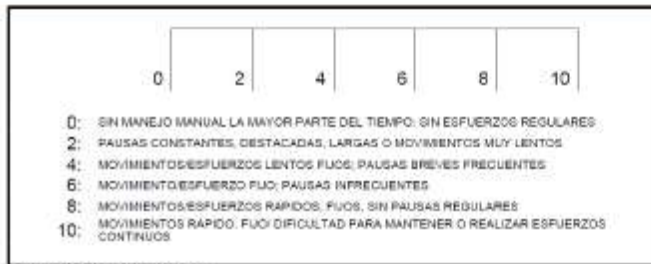 0 2 4 6 8 10
0: SIN MANEJO MANUAL LA MAYOR PARTE DEL TIEMPO; SIN ESFUERZOS REGULARES
2: PAUSAS CONSTANTES, DESTACADAS, LARGAS O MOVIMIENTOS MUY LENTOS
4: MOVIMIENTOS/ESFUERZOS LENTOS FIJOS; PAUSAS BREVES FRECUENTES
6: MOVIMIENTO/ESFUERZO FIJO; PAUSAS INFRECUENTES
8: MOVIMIENTOS/ESFUERZOS RAPIDOS, FIJOS, SIN PAUSAS REGULARES
10: MOVIMIENTOS RAPIDO, FIJO/ DIFICULTAD PARA MANTENER O REALIZAR ESFUERZOS
CONTINUOS